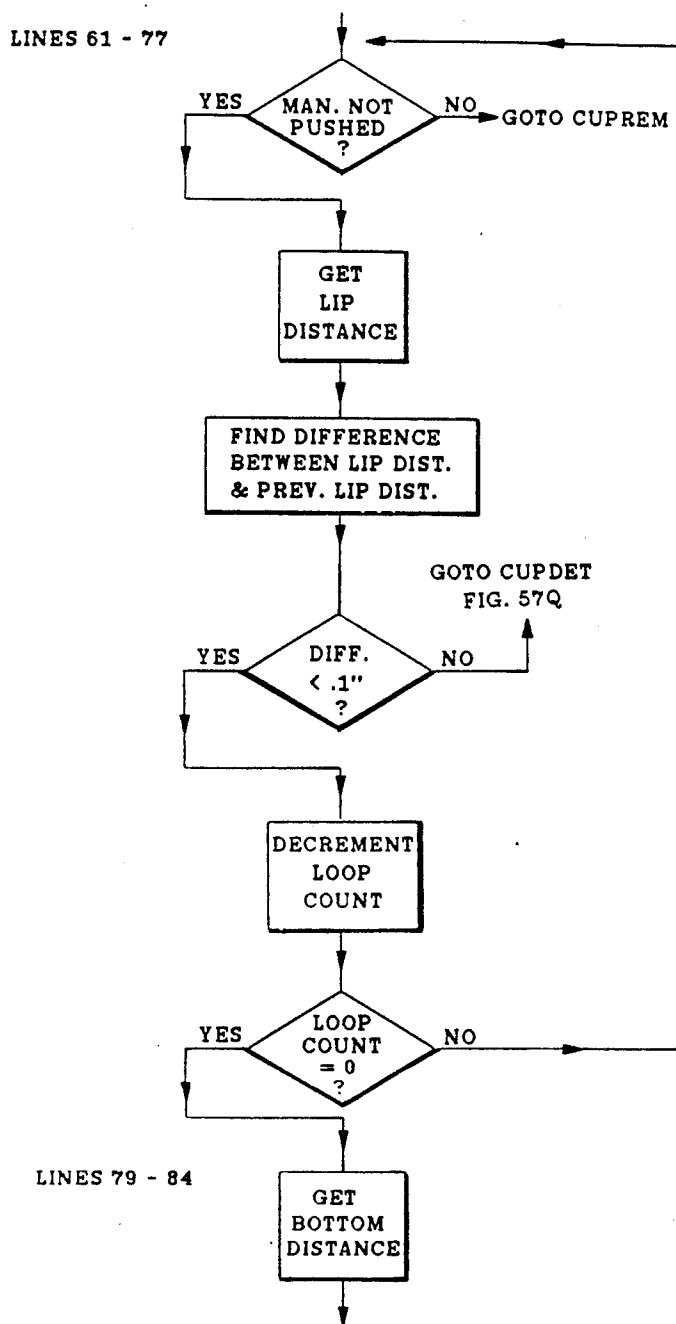 LINES 61 - 77
YES
MAN. NOT
PUSHED
?
NO
GOTO CUPREM
GET
LIP
DISTANCE
FIND DIFFERENCE
BETWEEN LIP DIST.
& PREV. LIP DIST.
GOTO CUPDET
FIG. 57Q
YES
DIFF.
< .1"
?
NO
DECREMENT
LOOP
COUNT
YES
LOOP
COUNT
= 0
?
NO
LINES 79 - 84
GET
BOTTOM
DISTANCE